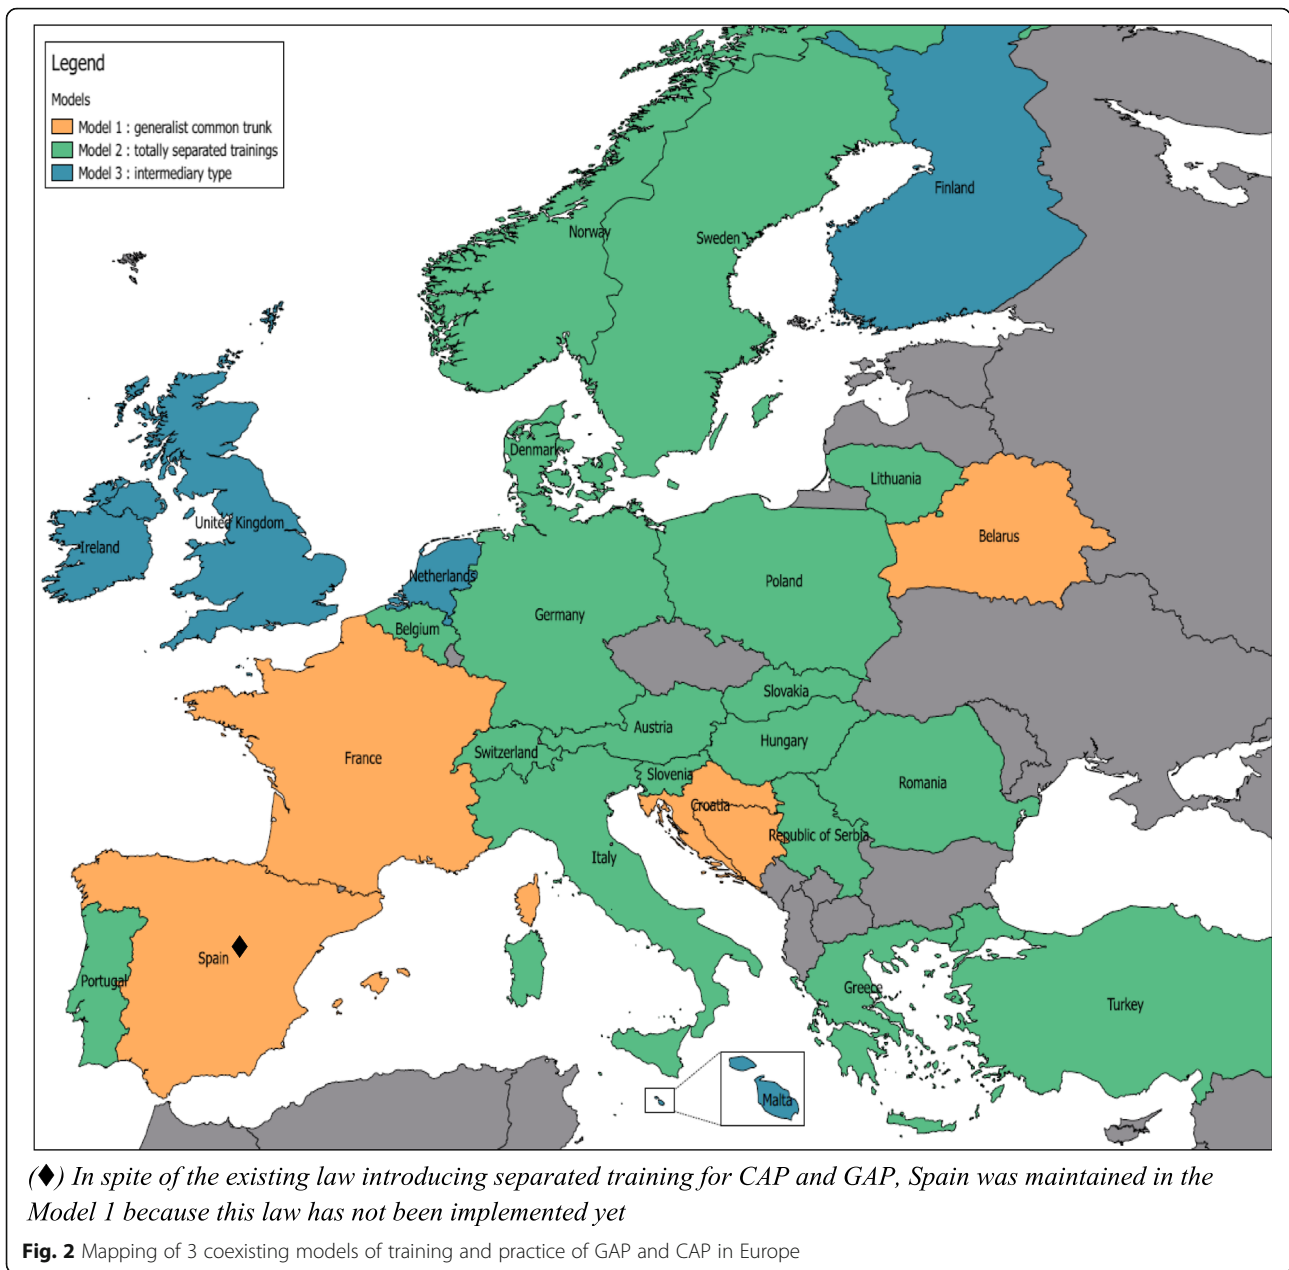 Legend
Models
Model 1 : generalist common trunk
Model 2 : totally separated trainings
Model 3 : intermediary type
Finland
Norway
Sweden
Denmark
Lithuania
United Kingdom
Belarus
Ireland
Netherlands
Poland
Germany
Belgium
Slovakia
Austria
Hungary
Switzerland
France
Slovenia
Romania
Croatia
Republic of Serbia
Italy
Spain ♦
Portugal
Greece
Turkey
Malta
(♦) In spite of the existing law introducing separated training for CAP and GAP, Spain was maintained in the
Model 1 because this law has not been implemented yet
Fig. 2 Mapping of 3 coexisting models of training and practice of GAP and CAP in Europe